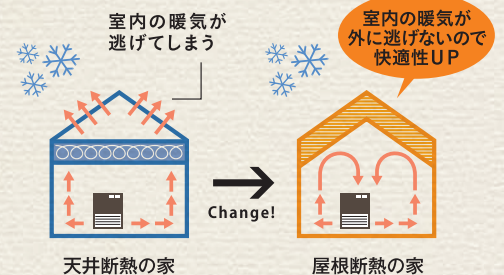 室内の暖気が
逃げてしまう
室内の暖気が
外に逃げないので
快適性UP
Change!
天井断熱の家
屋根断熱の家